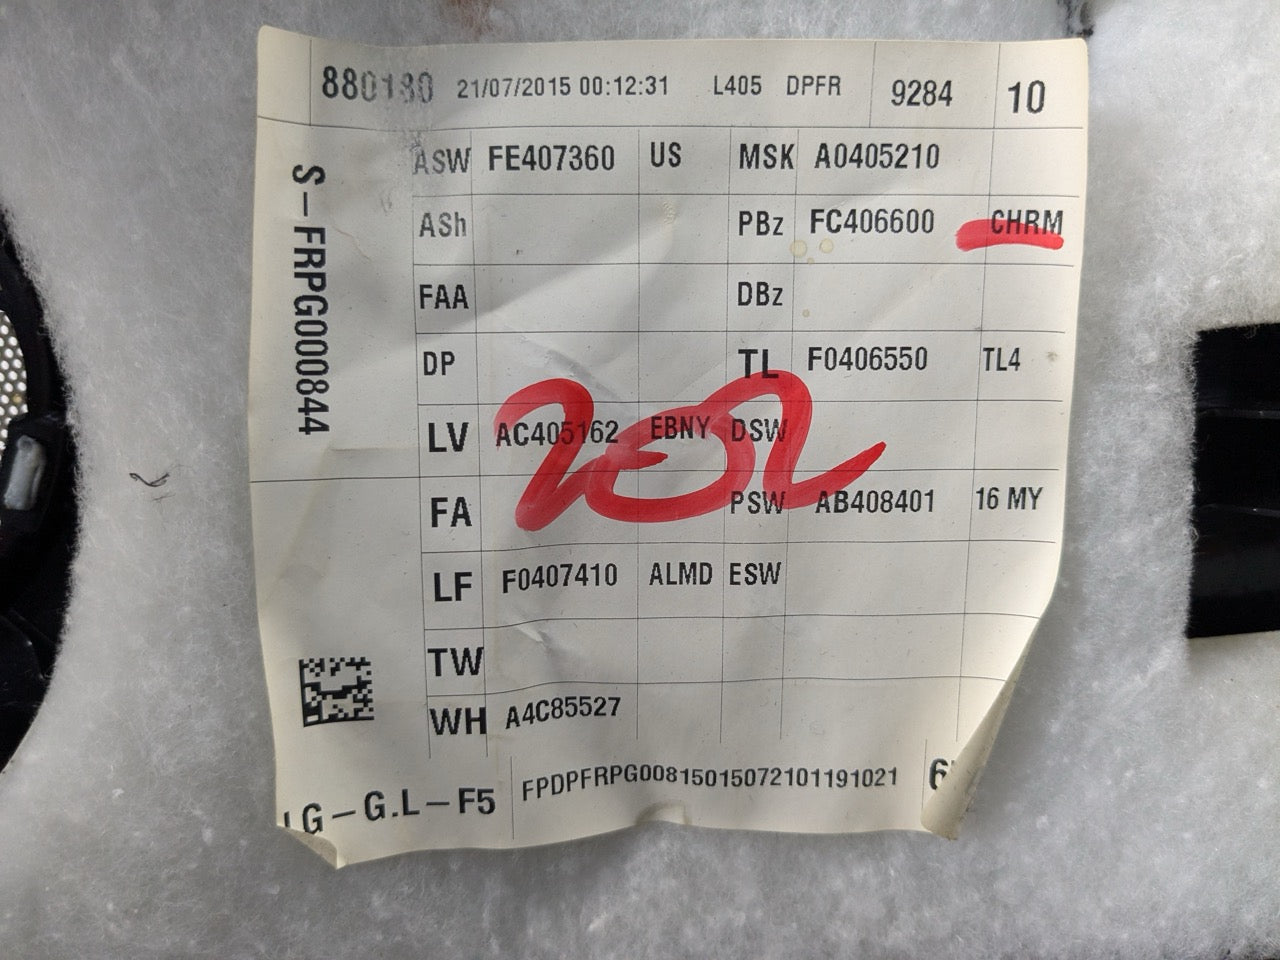 880180 21/07/2015 00:12:31 L405 DPFR 9284 10
ASW FE407360 US MSK A0405210
ASh PBz FC406600 CHRM
FAA DBz
DP TL F0406550 TL4
LV AC405162 EBNY DSW
FA PSW AB408401 16 MY
LF F0407410 ALMD ESW
TW
WH A4C85527
S-FRPG000844
G-G.L-F5 FPDPFRPG00815015072101191021